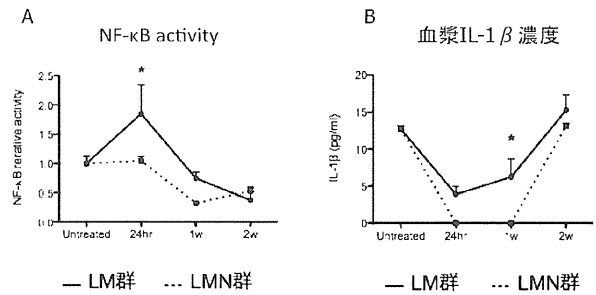 A
NF-κB activity
NF-κB rerative activity
2.5
2.0
1.5
1.0
0.5
0.0
*
Untreated 24hr 1w 2w
LM群 LMN群
B
血漿IL-1β濃度
IL-1β (pg/ml)
20
15
10
5
0
*
Untreated 24hr 1w 2w
LM群 LMN群